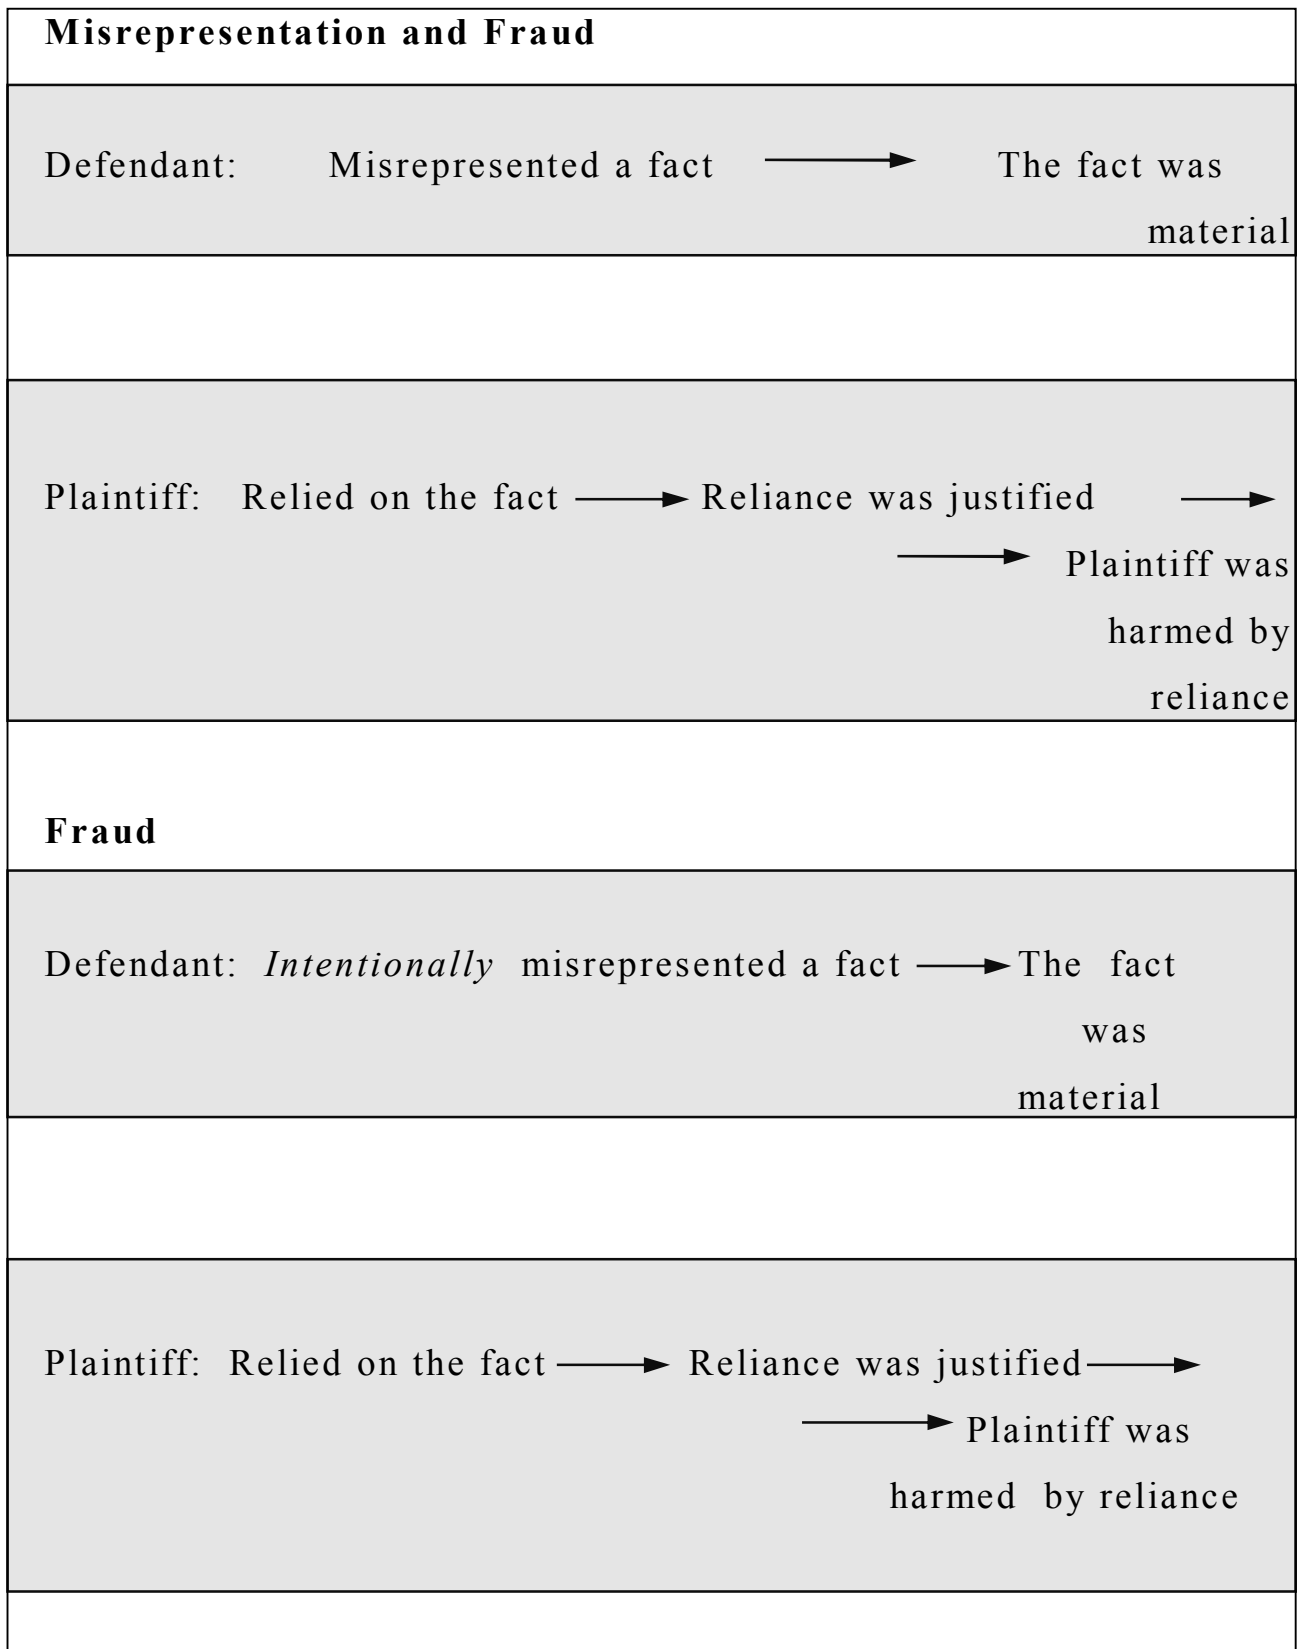 Misrepresentation and Fraud
Defendant: Misrepresented a fact The fact was
material
Plaintiff: Relied on the fact Reliance was justified
Plaintiff was
harmed by
reliance
Fraud
Defendant: Intentionally misrepresented a fact The fact
was
material
Plaintiff: Relied on the fact Reliance was justified
Plaintiff was
harmed by reliance